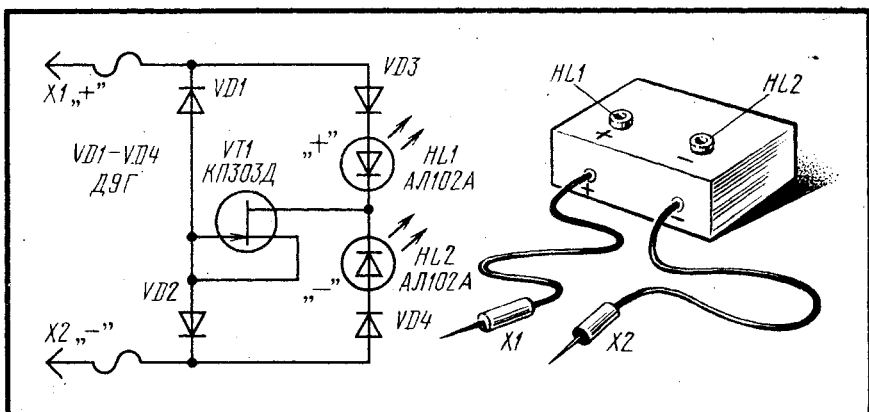 X1 „+"
VD1
VD3
VD1–VD4
Д9Г
VT1
КП303Д
„+"
HL1
АЛ102А
HL2
АЛ102А
„–"
VD2
VD4
X2 „–"
HL1
HL2
+
–
+
–
X1
X2